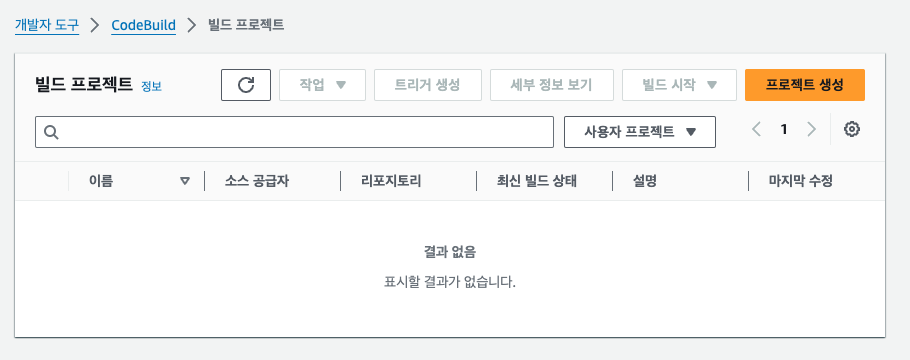 개발자 도구 > CodeBuild > 빌드 프로젝트
빌드 프로젝트 정보 작업 트리거 생성 세부 정보 보기 빌드 시작 프로젝트 생성
사용자 프로젝트 1
이름 소스 공급자 리포지토리 최신 빌드 상태 설명 마지막 수정
결과 없음
표시할 결과가 없습니다.